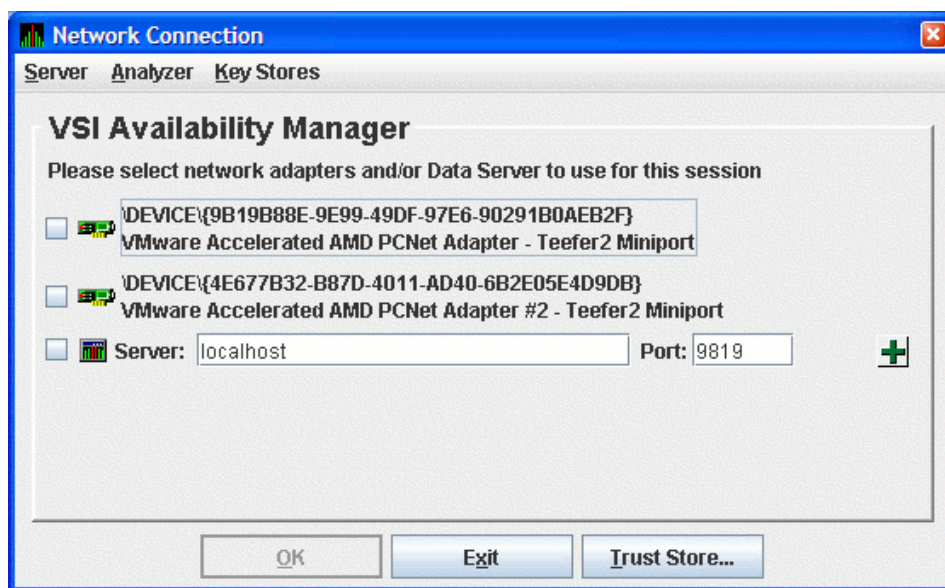 Network Connection
Server Analyzer Key Stores
VSI Availability Manager
Please select network adapters and/or Data Server to use for this session
\DEVICE\{9B19B88E-9E99-49DF-97E6-90291B0AEB2F}
VMware Accelerated AMD PCNet Adapter - Teefer2 Miniport
\DEVICE\{4E677B32-B87D-4011-AD40-6B2E05E4D9DB}
VMware Accelerated AMD PCNet Adapter #2 - Teefer2 Miniport
Server: localhost Port: 9819
OK Exit Trust Store...